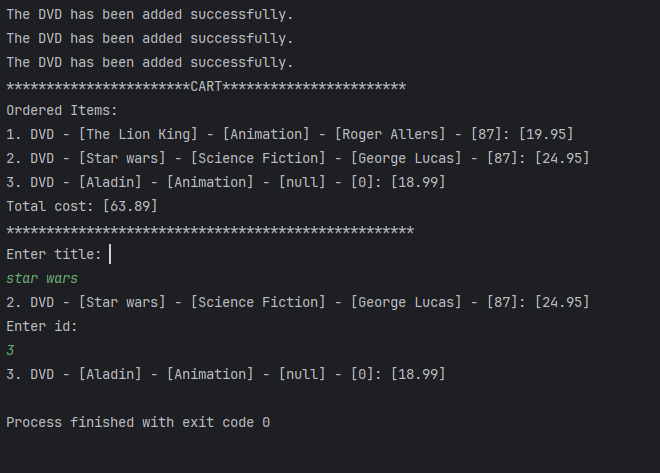 The DVD has been added successfully.
The DVD has been added successfully.
The DVD has been added successfully.
***********************CART***********************
Ordered Items:
1. DVD - [The Lion King] - [Animation] - [Roger Allers] - [87]: [19.95]
2. DVD - [Star wars] - [Science Fiction] - [George Lucas] - [87]: [24.95]
3. DVD - [Aladin] - [Animation] - [null] - [0]: [18.99]
Total cost: [63.89]
***************************************************
Enter title:
star wars
2. DVD - [Star wars] - [Science Fiction] - [George Lucas] - [87]: [24.95]
Enter id:
3
3. DVD - [Aladin] - [Animation] - [null] - [0]: [18.99]
Process finished with exit code 0